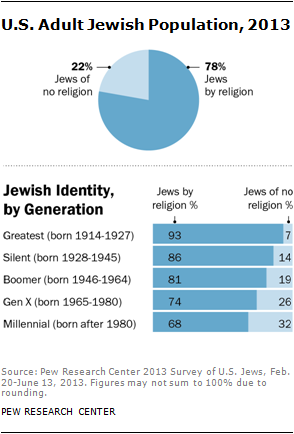 U.S. Adult Jewish Population, 2013
22%
Jews of
no religion
78%
Jews
by religion
Jewish Identity,
by Generation
Jews by
religion %
Jews of no
religion %
Greatest (born 1914-1927) 93 7
Silent (born 1928-1945) 86 14
Boomer (born 1946-1964) 81 19
Gen X (born 1965-1980) 74 26
Millennial (born after 1980) 68 32
Source: Pew Research Center 2013 Survey of U.S. Jews, Feb.
20-June 13, 2013. Figures may not sum to 100% due to
rounding.
PEW RESEARCH CENTER